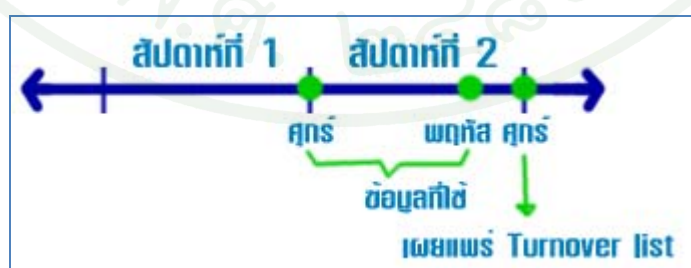 สัปดาห์ที่ 1 สัปดาห์ที่ 2
ศุกร์ พฤหัส ศุกร์
ข้อมูลที่ใช้
เผยแพร่ Turnover list